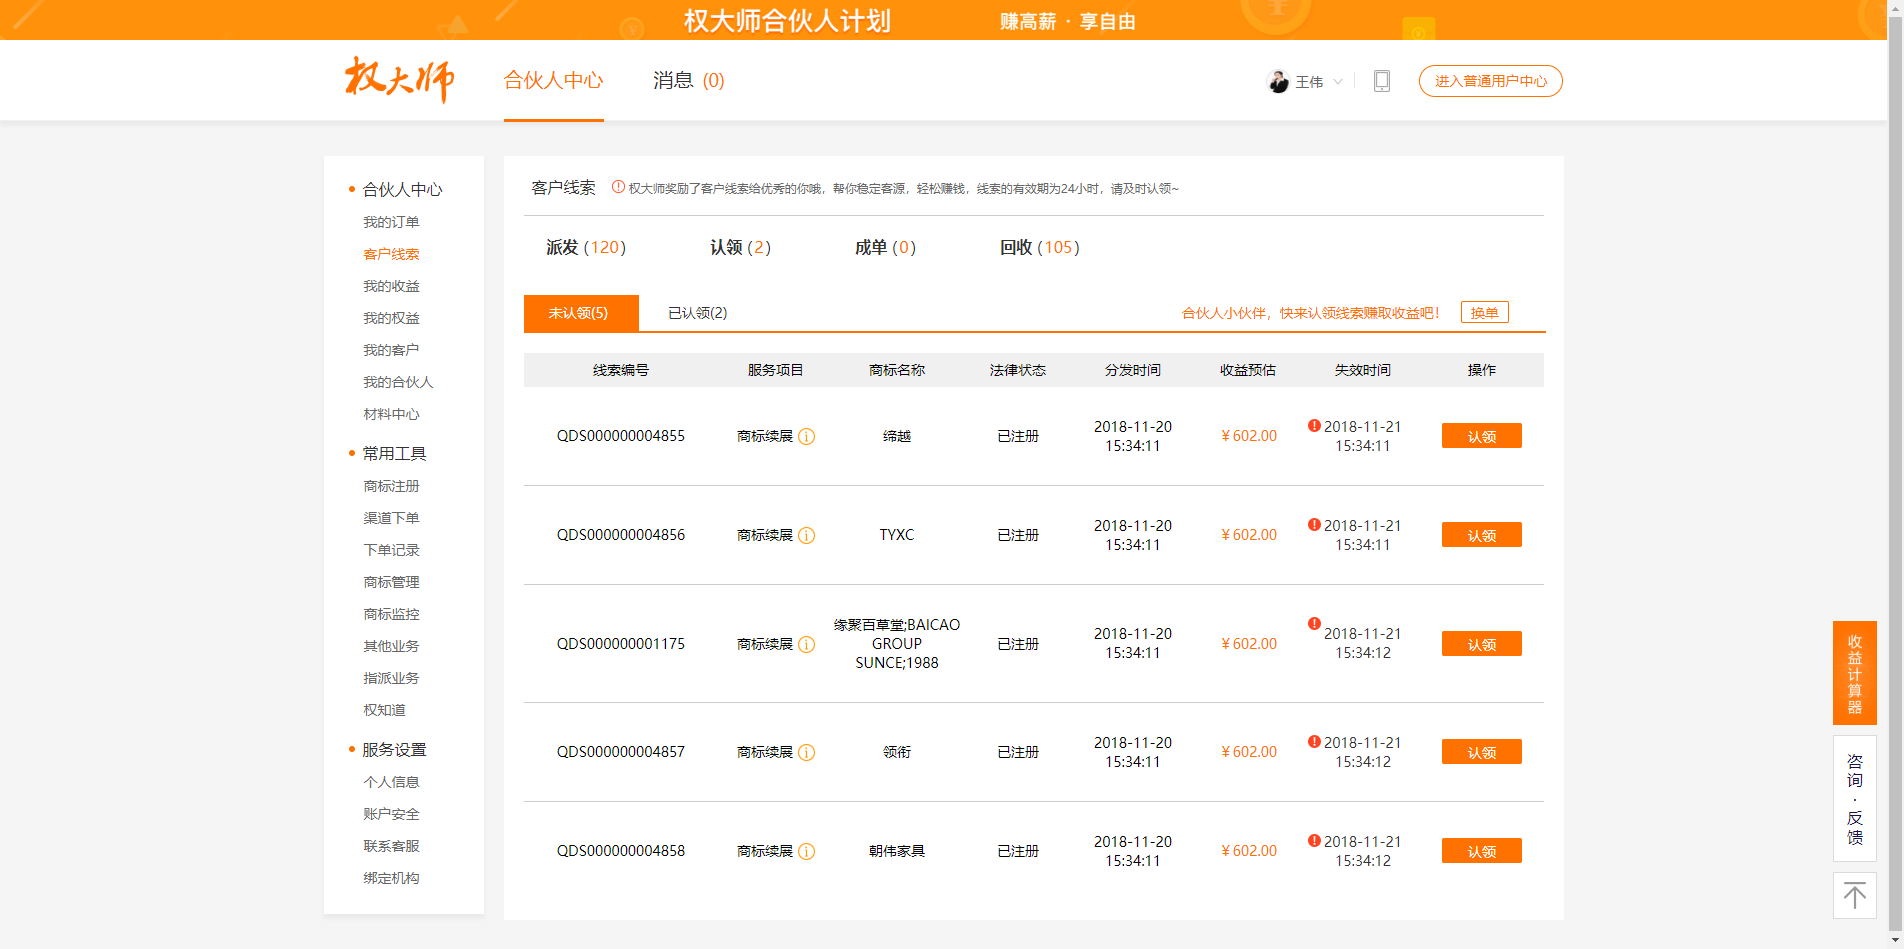 权大师合伙人计划 赚高薪 · 享自由
权大师 合伙人中心 消息 (0) 王伟 进入普通用户中心
合伙人中心
我的订单
客户线索
我的收益
我的权益
我的客户
我的合伙人
材料中心
常用工具
商标注册
渠道下单
下单记录
商标管理
商标监控
其他业务
指派业务
权知道
服务设置
个人信息
账户安全
联系客服
绑定机构
客户线索 权大师奖励了客户线索给优秀的你哦，帮你稳定客源，轻松赚钱，线索的有效期为24小时，请及时认领~
派发 (120) 认领 (2) 成单 (0) 回收 (105)
未认领(5) 已认领(2) 合伙人小伙伴，快来认领线索赚取收益吧！ 换单
线索编号 服务项目 商标名称 法律状态 分发时间 收益预估 失效时间 操作
QDS000000004855 商标续展 缔越 已注册 2018-11-20 15:34:11 ¥602.00 2018-11-21 15:34:11 认领
QDS000000004856 商标续展 TYXC 已注册 2018-11-20 15:34:11 ¥602.00 2018-11-21 15:34:11 认领
QDS000000001175 商标续展 缘聚百草堂;BAICAO GROUP SUNCE;1988 已注册 2018-11-20 15:34:11 ¥602.00 2018-11-21 15:34:12 认领
QDS000000004857 商标续展 领衔 已注册 2018-11-20 15:34:11 ¥602.00 2018-11-21 15:34:12 认领
QDS000000004858 商标续展 朝伟家具 已注册 2018-11-20 15:34:11 ¥602.00 2018-11-21 15:34:12 认领
收益计算器
咨询·反馈